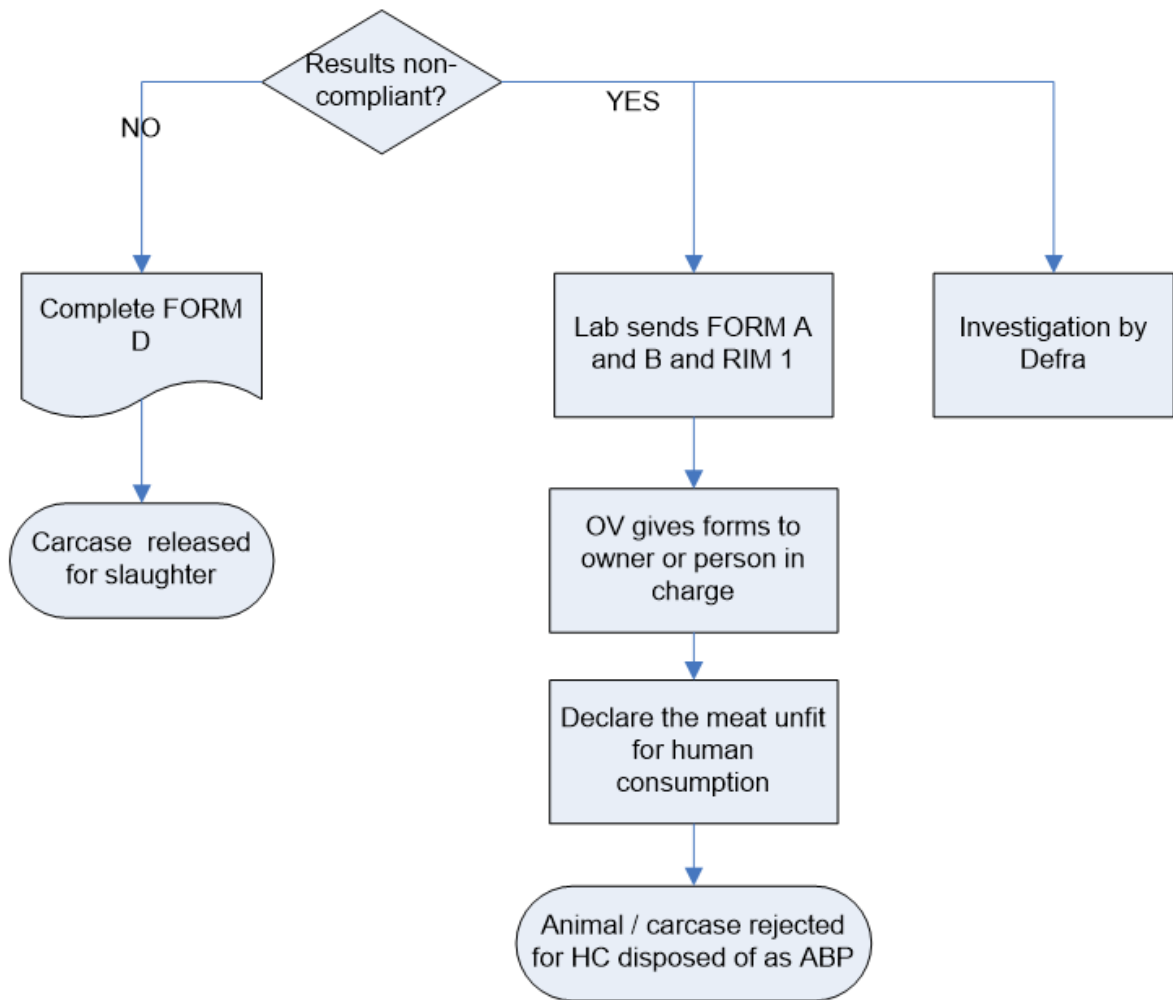 Results non-
compliant?
NO
YES
Complete FORM
D
Lab sends FORM A
and B and RIM 1
Investigation by
Defra
Carcase  released
for slaughter
OV gives forms to
owner or person in
charge
Declare the meat unfit
for human
consumption
Animal / carcase rejected
for HC disposed of as ABP